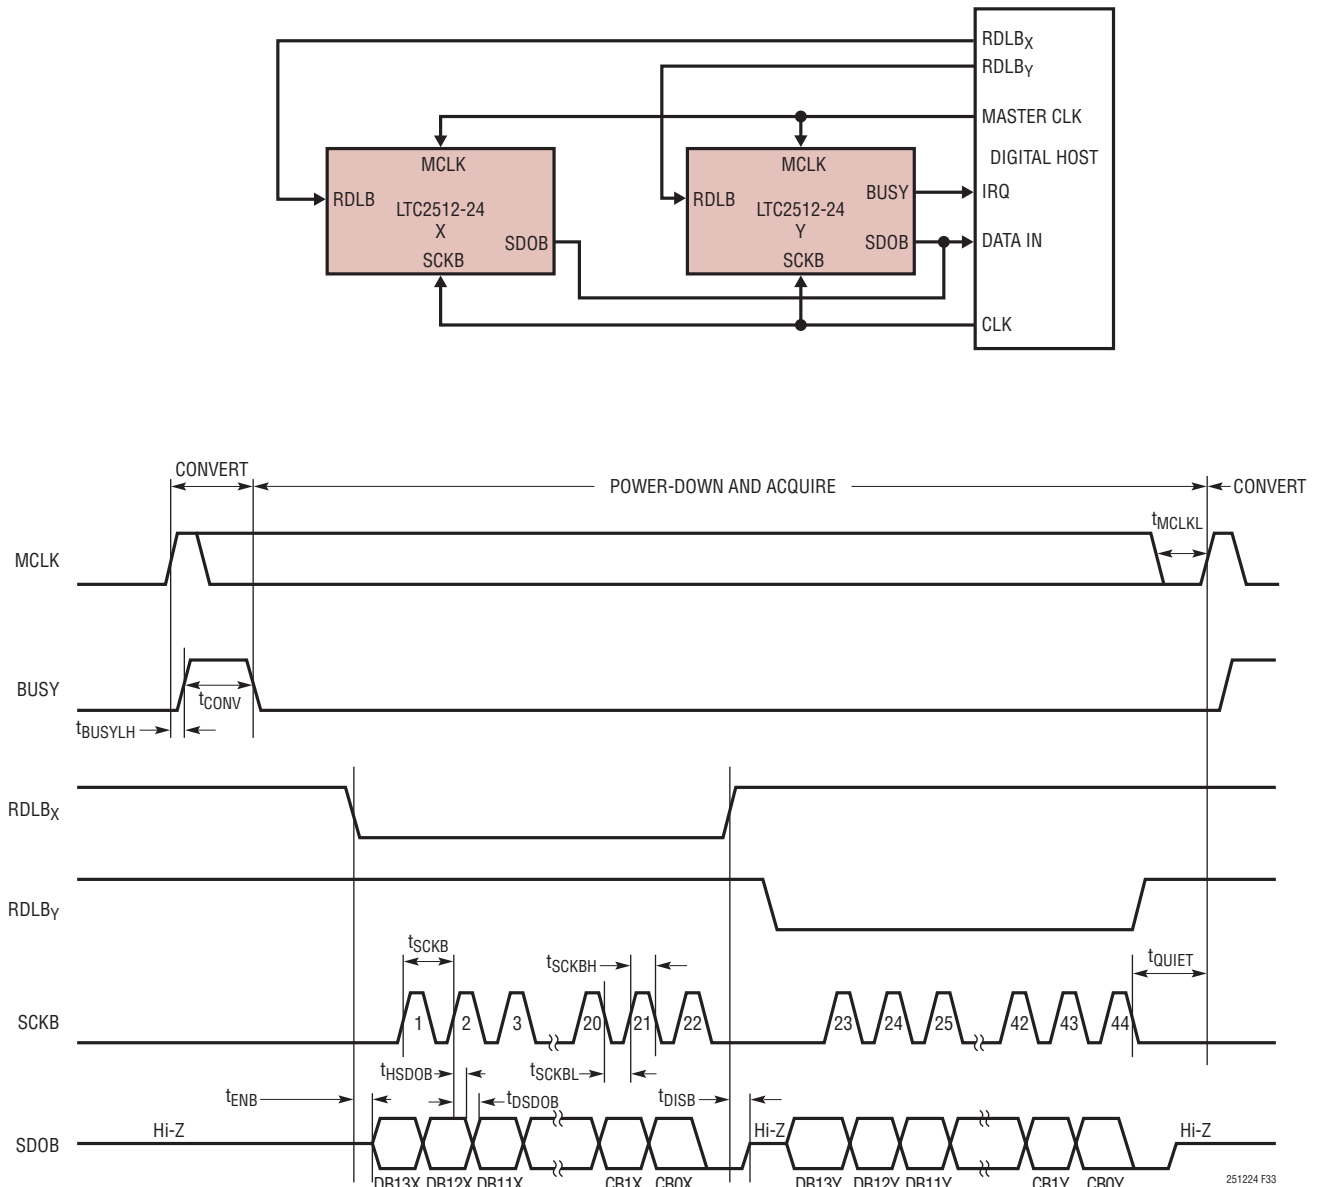 RDLBX
RDLBY
MASTER CLK
DIGITAL HOST
IRQ
DATA IN
CLK
MCLK
RDLB
LTC2512-24
X
SDOB
SCKB
MCLK
RDLB
BUSY
LTC2512-24
Y
SDOB
SCKB
CONVERT
POWER-DOWN AND ACQUIRE
CONVERT
tMCLKL
MCLK
BUSY
tCONV
tBUSYLH
RDLBX
RDLBY
tSCKB
tSCKBH
tQUIET
SCKB
1 2 3 20 21 22 23 24 25 42 43 44
tHSDOB
tSCKBL
tENB
tDSDOB
tDISB
SDOB
Hi-Z
Hi-Z
Hi-Z
DB13X DB12X DB11X CB1X CB0X DB13Y DB12Y DB11Y CB1Y CB0Y
251224 F33